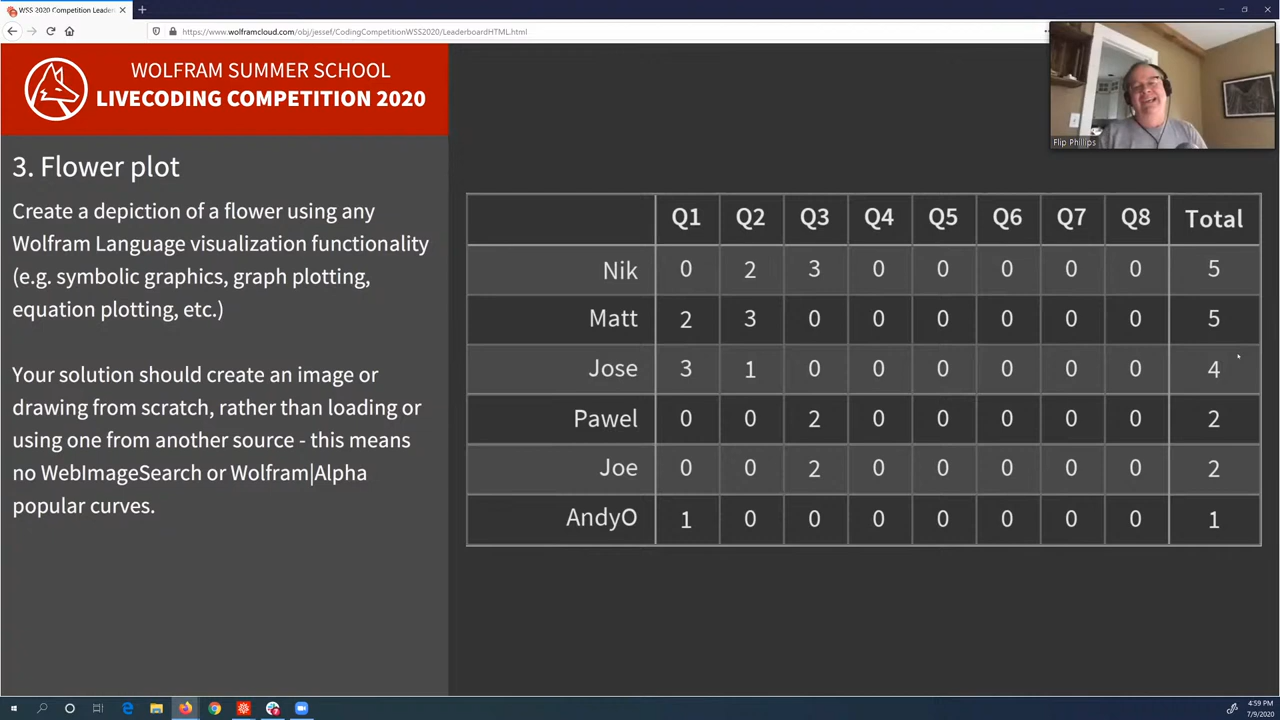 WSS 2020 Competition Leader
https://www.wolframcloud.com/obj/jessef/CodingCompetitionWSS2020/LeaderboardHTML.html
WOLFRAM SUMMER SCHOOL
LIVECODING COMPETITION 2020
3. Flower plot
Create a depiction of a flower using any
Wolfram Language visualization functionality
(e.g. symbolic graphics, graph plotting,
equation plotting, etc.)
Your solution should create an image or
drawing from scratch, rather than loading or
using one from another source - this means
no WebImageSearch or Wolfram|Alpha
popular curves.
Flip Phillips
Q1 Q2 Q3 Q4 Q5 Q6 Q7 Q8 Total
Nik 0 2 3 0 0 0 0 0 5
Matt 2 3 0 0 0 0 0 0 5
Jose 3 1 0 0 0 0 0 0 4
Pawel 0 0 2 0 0 0 0 0 2
Joe 0 0 2 0 0 0 0 0 2
AndyO 1 0 0 0 0 0 0 0 1
4:59 PM
7/9/2020